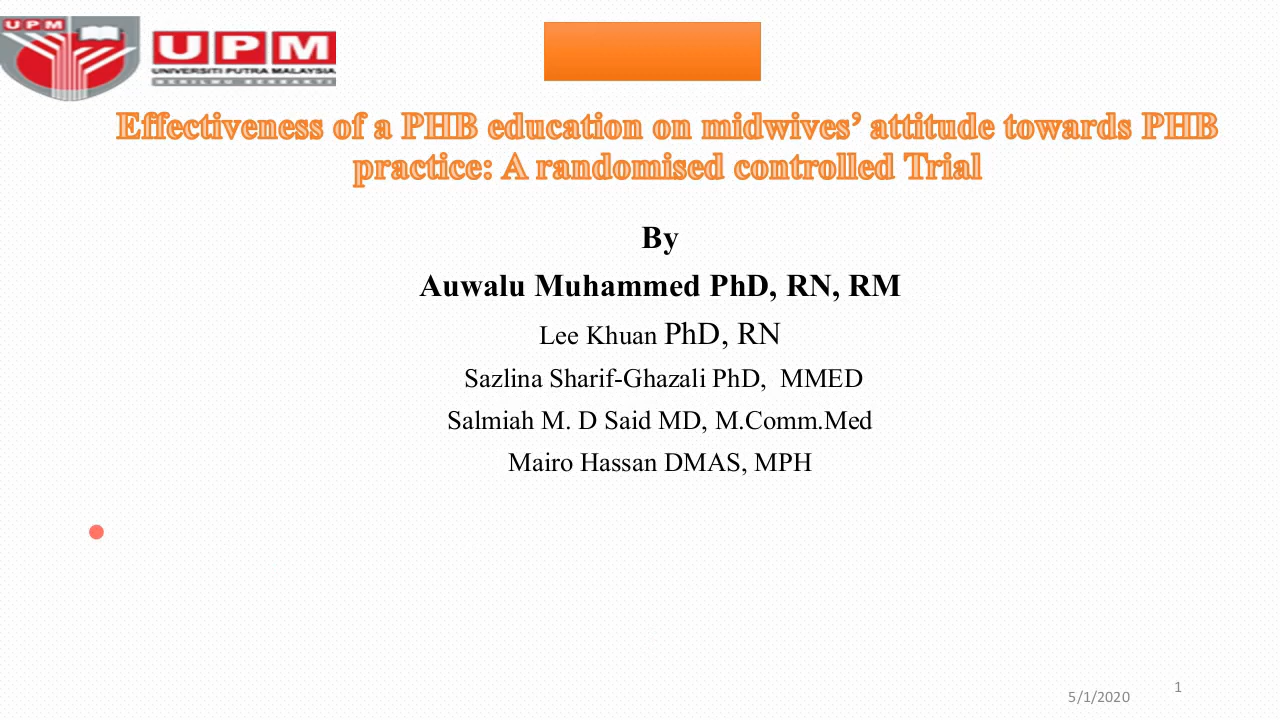 UPM
UPM
UNIVERSITI PUTRA MALAYSIA
BERILMU BERBAKTI
Effectiveness of a PHB education on midwives’ attitude towards PHB
practice: A randomised controlled Trial
By
Auwalu Muhammed PhD, RN, RM
Lee Khuan PhD, RN
Sazlina Sharif-Ghazali PhD,  MMED
Salmiah M. D Said MD, M.Comm.Med
Mairo Hassan DMAS, MPH
5/1/2020
1